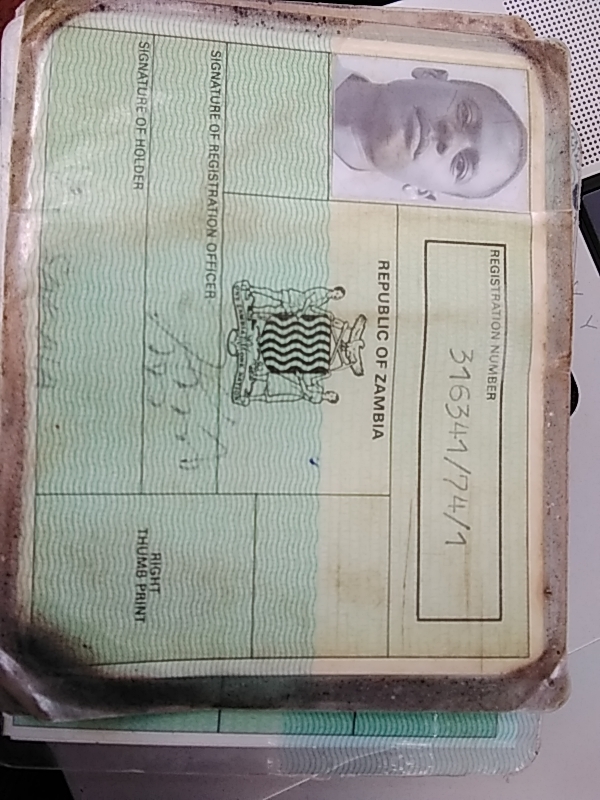 REGISTRATION NUMBER
316341/74/1
REPUBLIC OF ZAMBIA
SIGNATURE OF REGISTRATION OFFICER
SIGNATURE OF HOLDER
RIGHT
THUMB PRINT